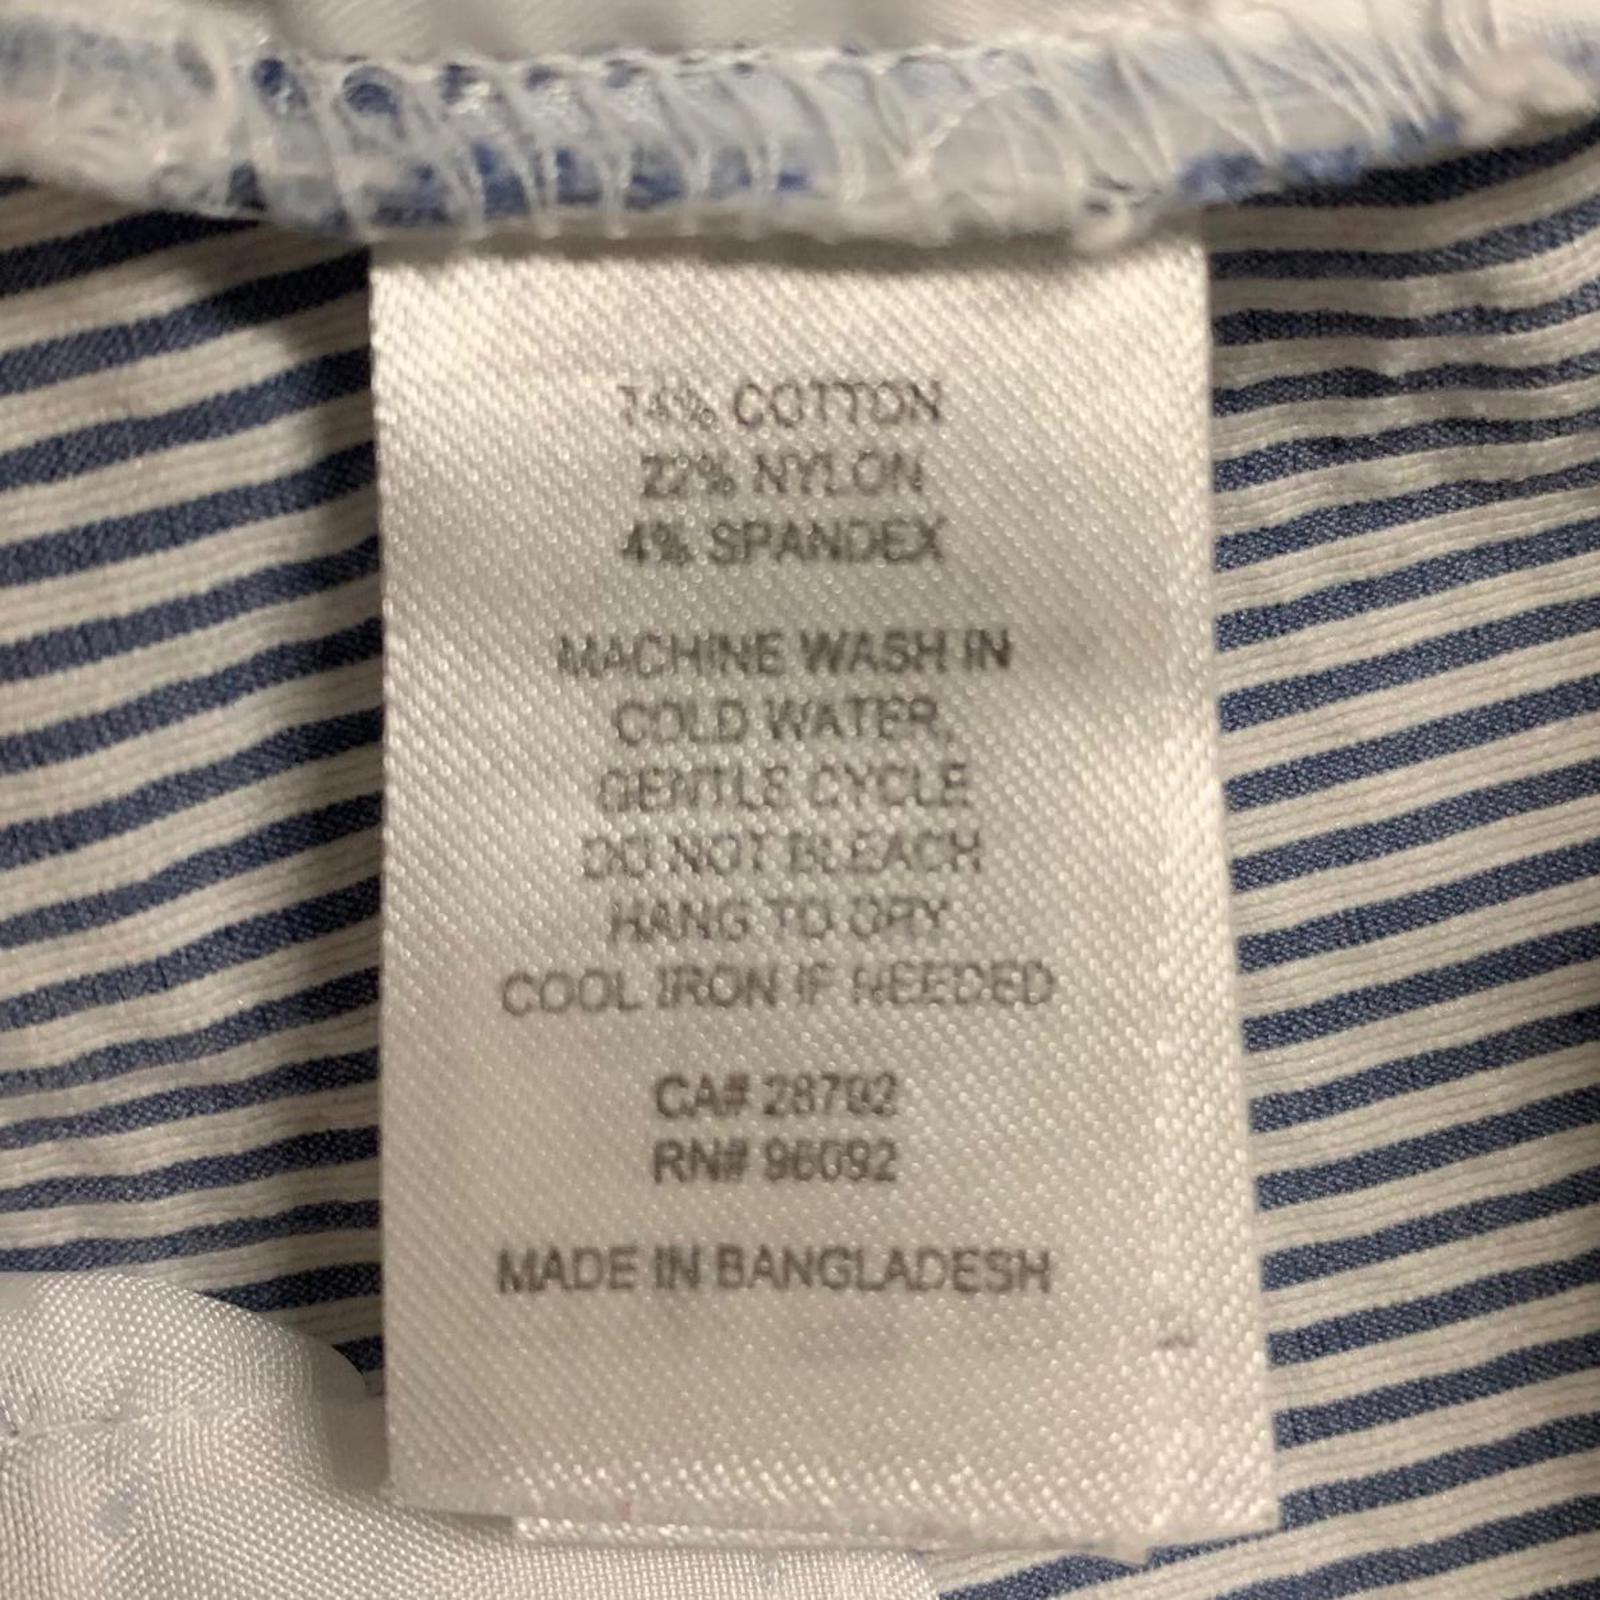 74% COTTON
22% NYLON
4% SPANDEX
MACHINE WASH IN
COLD WATER,
GENTLE CYCLE
DO NOT BLEACH
HANG TO DRY
COOL IRON IF NEEDED
CA# 28702
RN# 96092
MADE IN BANGLADESH